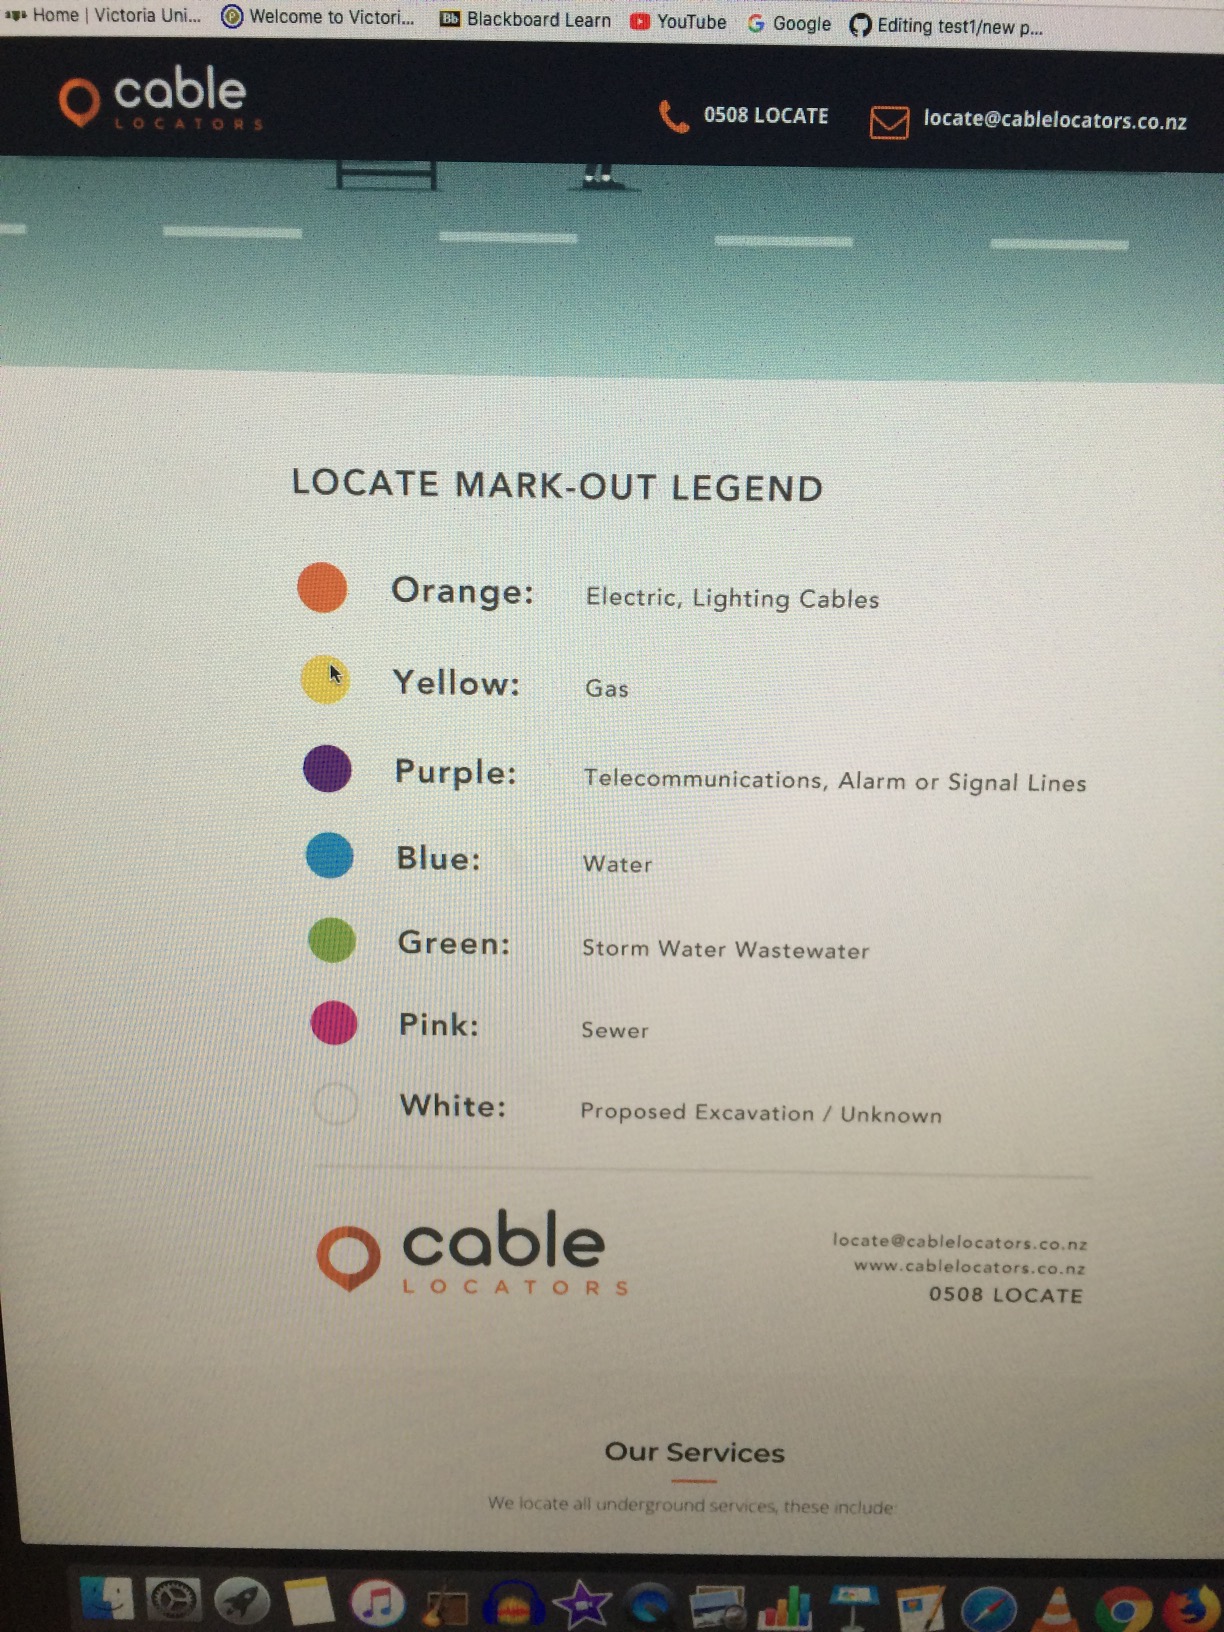 Home | Victoria Uni... Welcome to Victori... Bb Blackboard Learn YouTube G Google Editing test1/new p...
cable
LOCATORS
0508 LOCATE locate@cablelocators.co.nz
LOCATE MARK-OUT LEGEND
Orange: Electric, Lighting Cables
Yellow: Gas
Purple: Telecommunications, Alarm or Signal Lines
Blue: Water
Green: Storm Water Wastewater
Pink: Sewer
White: Proposed Excavation / Unknown
cable
LOCATORS
locate@cablelocators.co.nz
www.cablelocators.co.nz
0508 LOCATE
Our Services
We locate all underground services, these include: